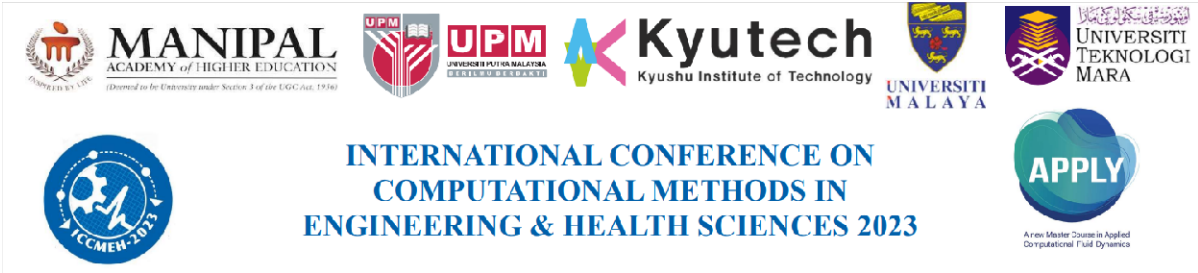 MANIPAL
ACADEMY of HIGHER EDUCATION
(Deemed to be University under Section 3 of the UGC Act, 1956)
INSPIRED BY LIFE
UPM
UPM
UNIVERSITI PUTRA MALAYSIA
BERILMU BERBAKTI
Kyutech
Kyushu Institute of Technology
UNIVERSITI
MALAYA
UNIVERSITI
TEKNOLOGI
MARA
ICCMEH-2023
INTERNATIONAL CONFERENCE ON
COMPUTATIONAL METHODS IN
ENGINEERING & HEALTH SCIENCES 2023
APPLY
A new Master Course in Applied
Computational Fluid Dynamics